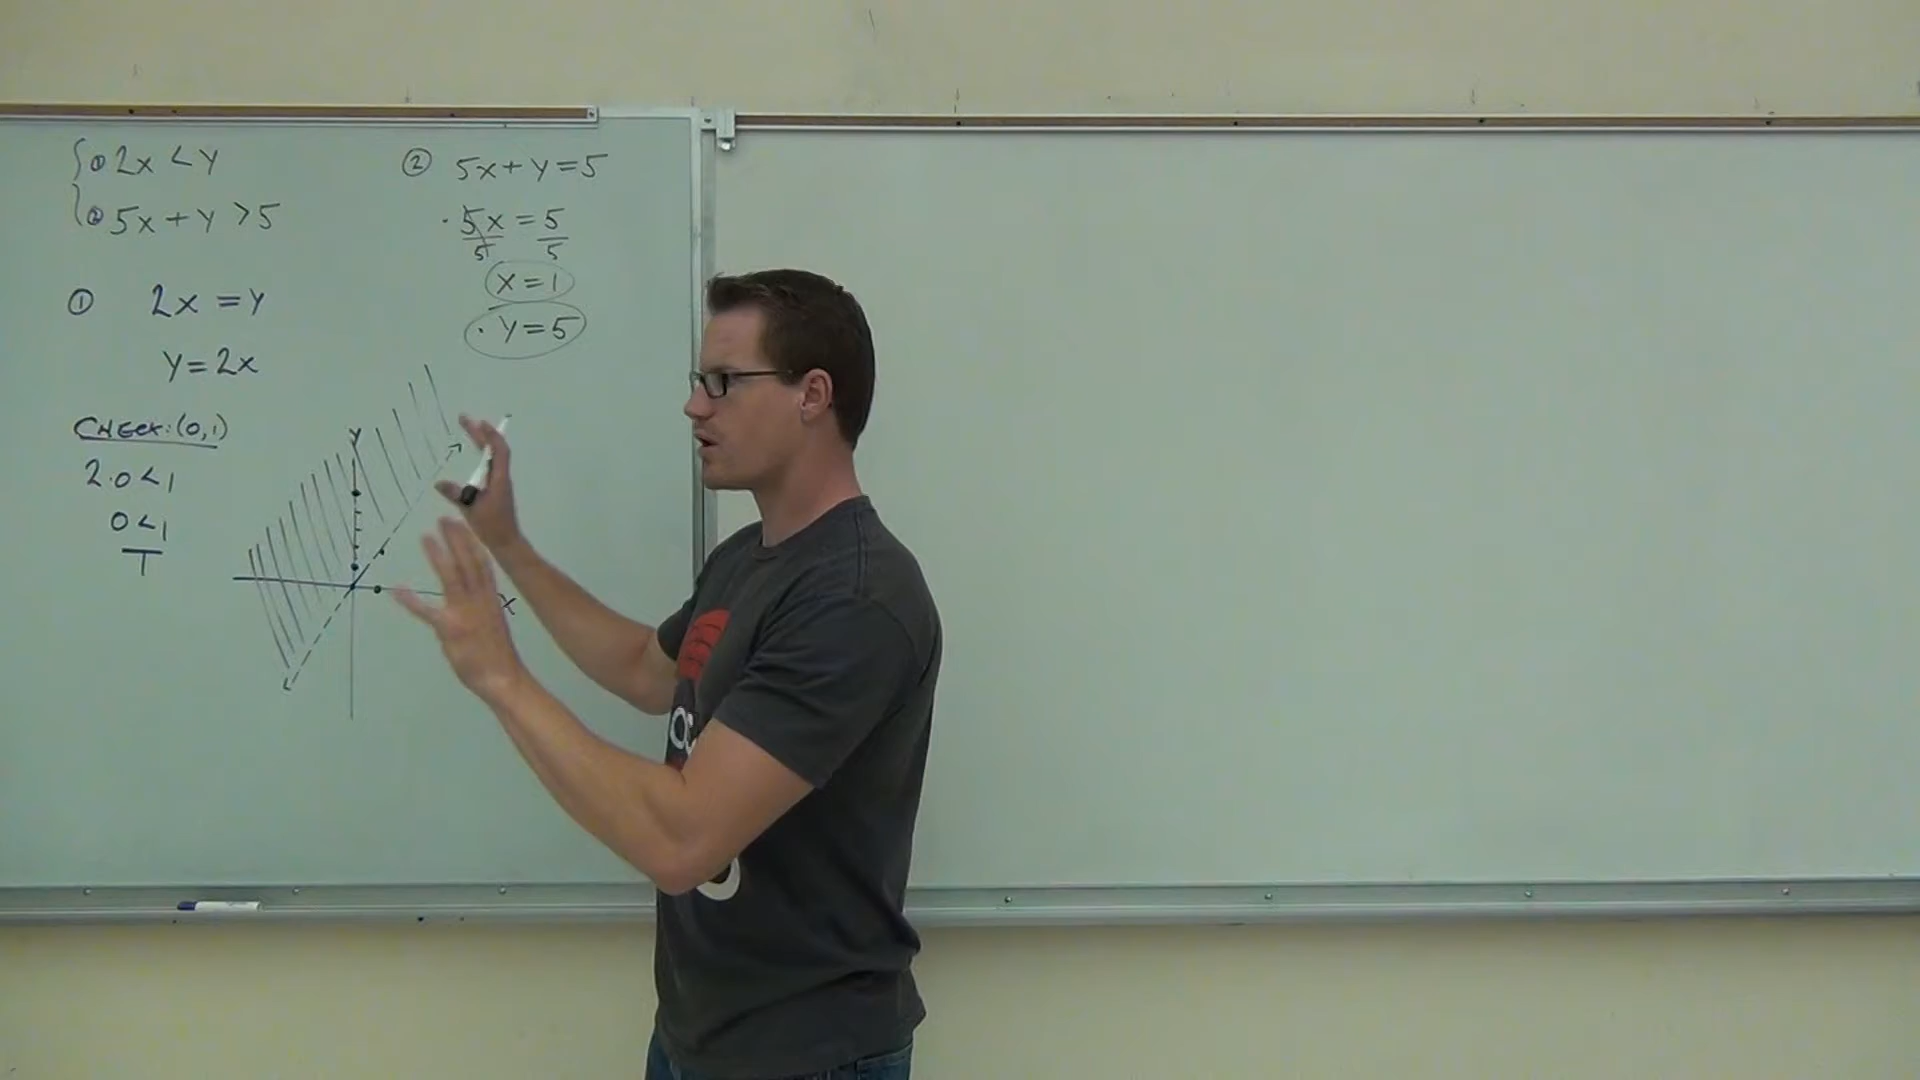 ① 2x < y
② 5x + y > 5
① 2x = y
y = 2x
CHECK: (0,1)
2·0 < 1
0 < 1
T
② 5x + y = 5
· 5x = 5
5 5
x = 1
· y = 5
y
x